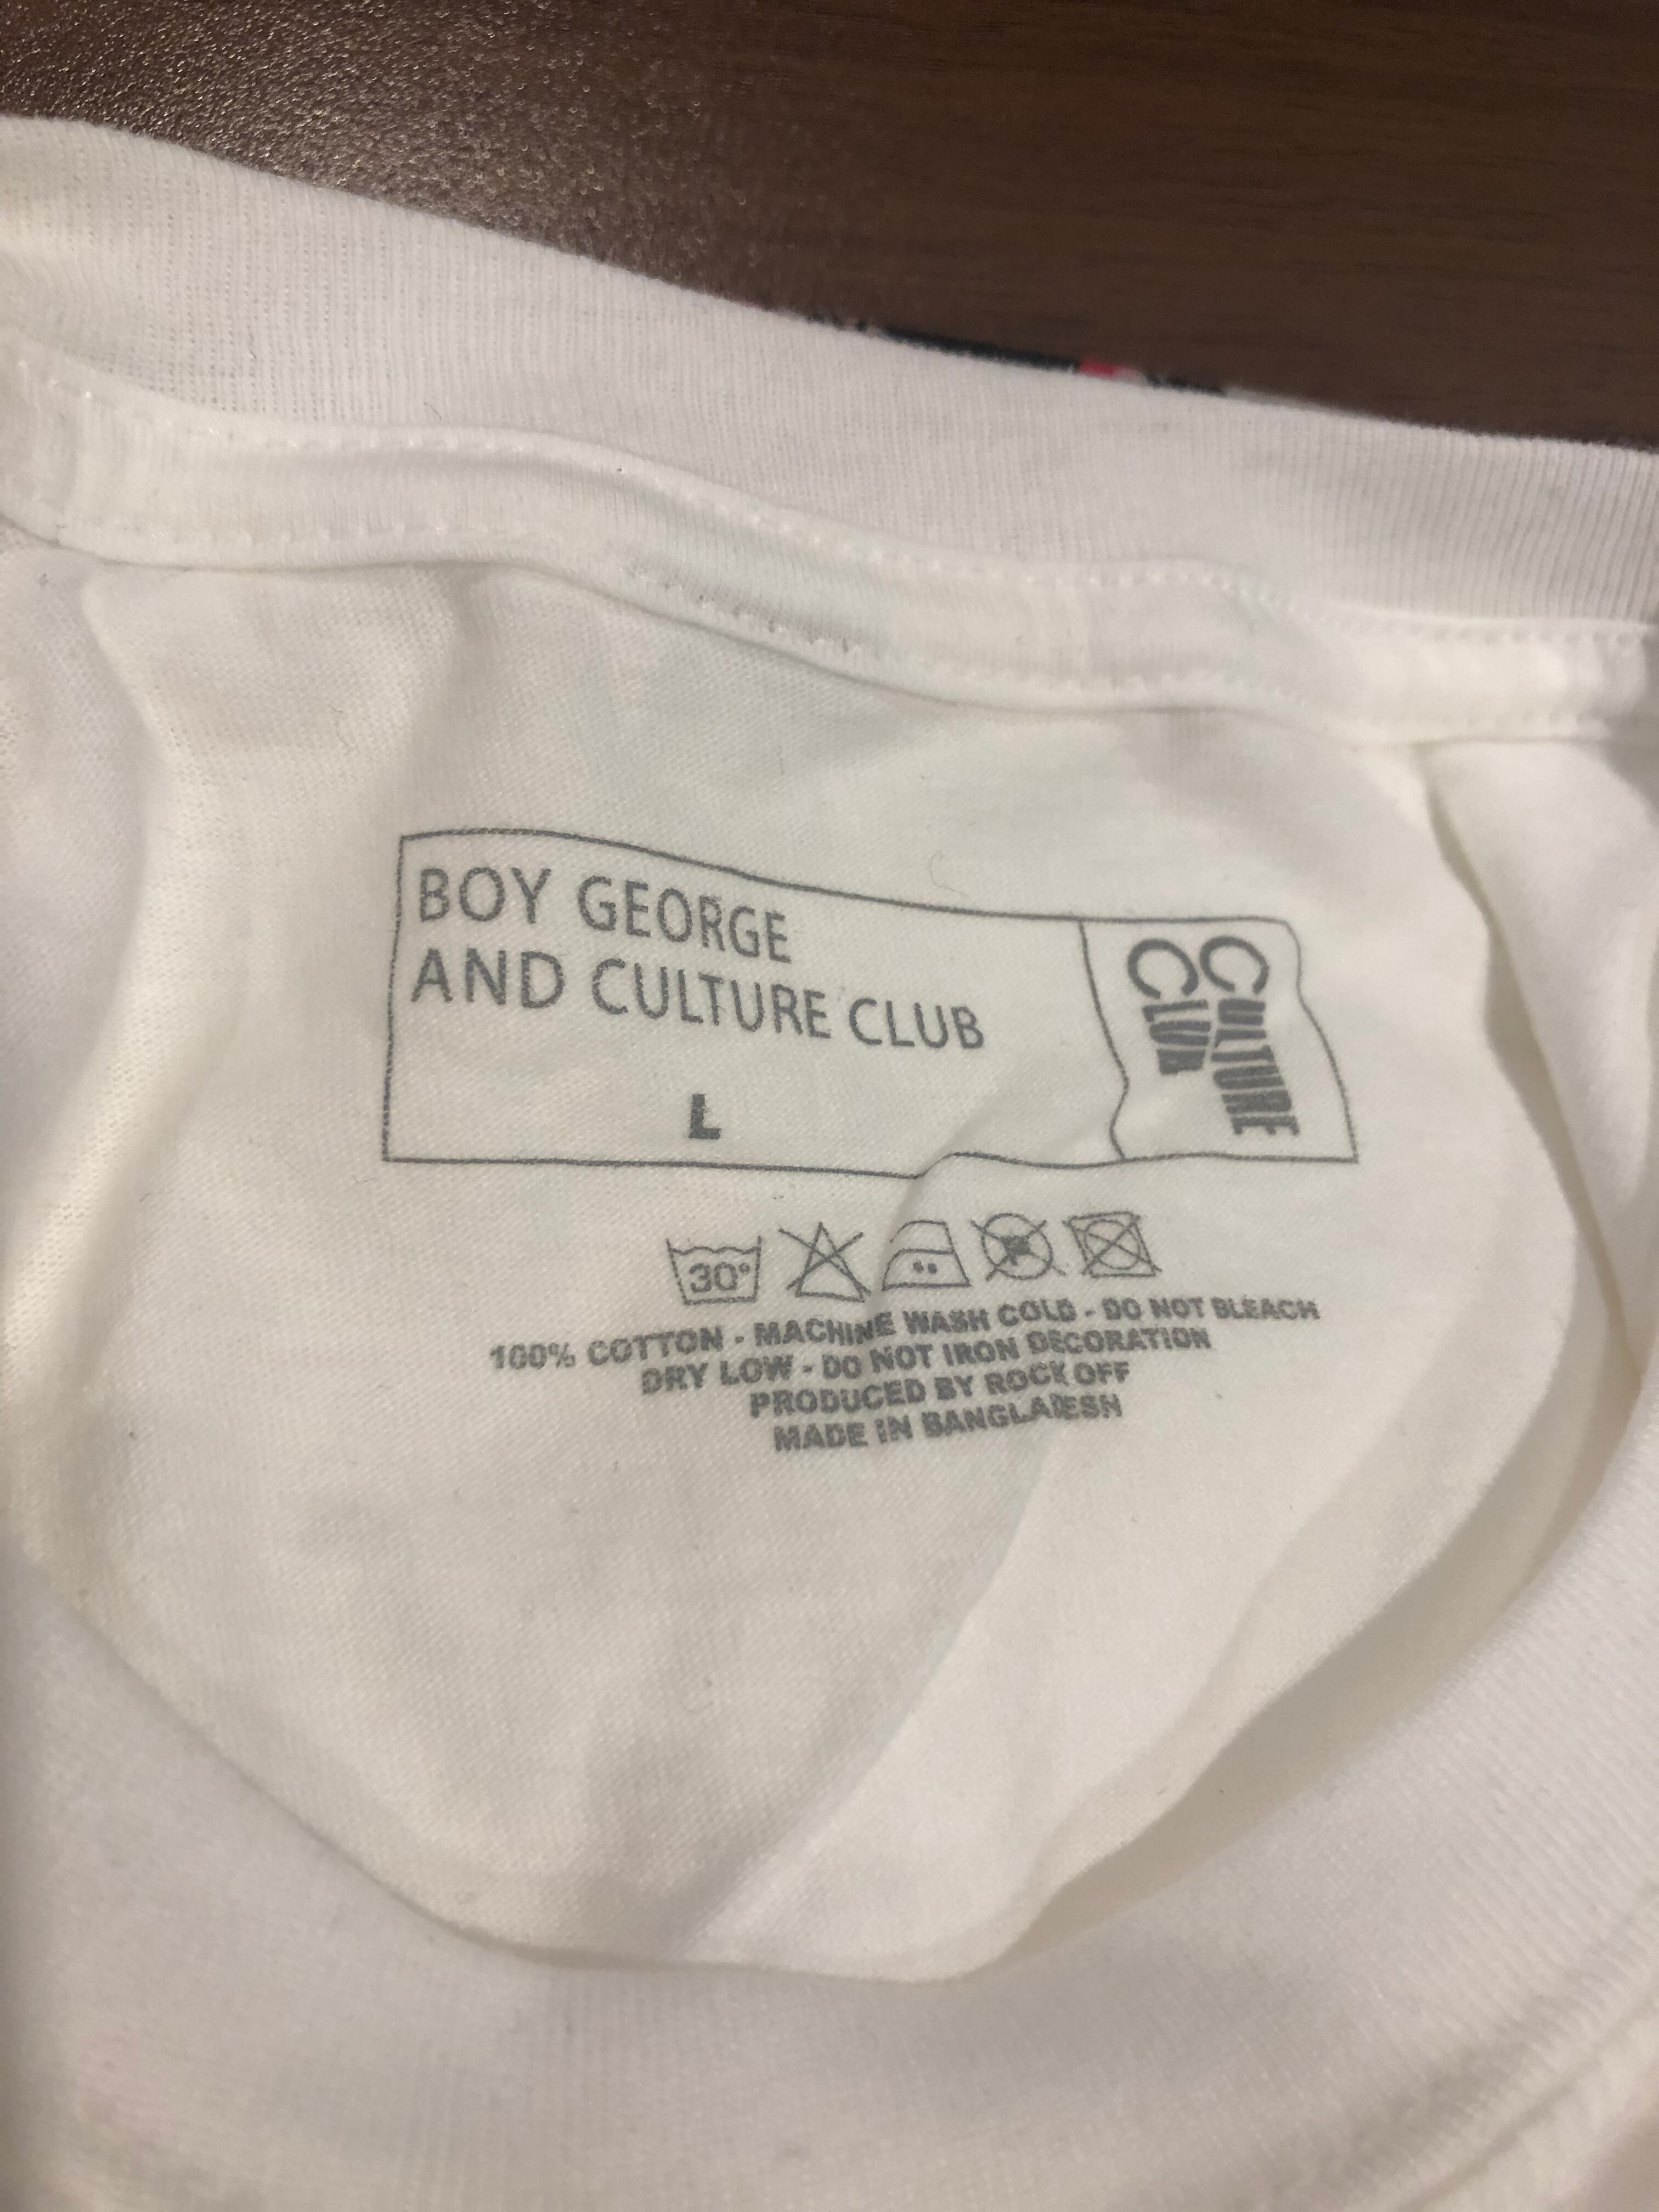 BOY GEORGE
AND CULTURE CLUB
L
CULTURE
CLUB
30°
P
100% COTTON - MACHINE WASH COLD - DO NOT BLEACH
DRY LOW - DO NOT IRON DECORATION
PRODUCED BY ROCK OFF
MADE IN BANGLADESH